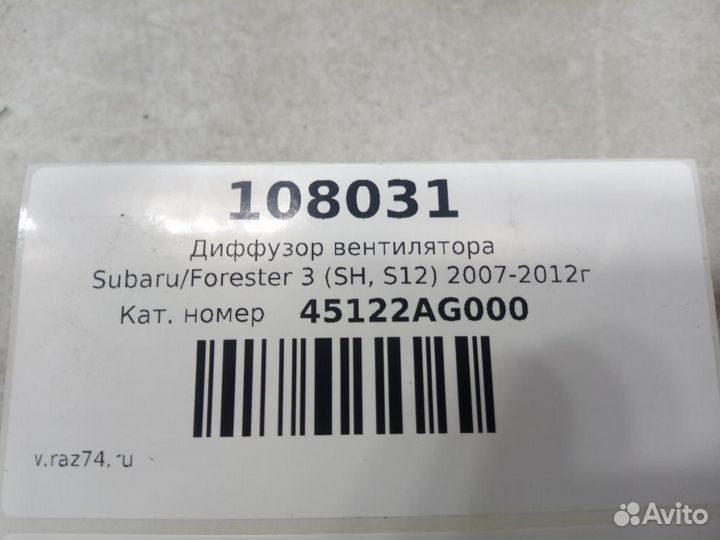 108031
Диффузор вентилятора
Subaru/Forester 3 (SH, S12) 2007-2012г
Кат. номер 45122AG000
v.raz74.ru
Avito